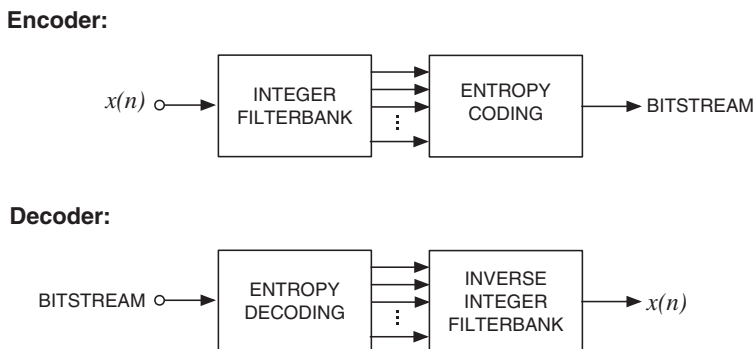 Encoder:
x(n)
INTEGER
FILTERBANK
ENTROPY
CODING
BITSTREAM
Decoder:
BITSTREAM
ENTROPY
DECODING
INVERSE
INTEGER
FILTERBANK
x(n)